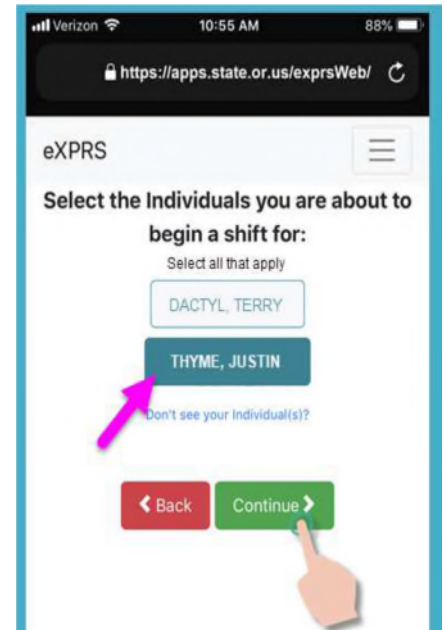 Verizon 10:55 AM 88%
https://apps.state.or.us/exprsWeb/
eXPRS
Select the Individuals you are about to
begin a shift for:
Select all that apply
DACTYL, TERRY
THYME, JUSTIN
Don't see your Individual(s)?
Back Continue